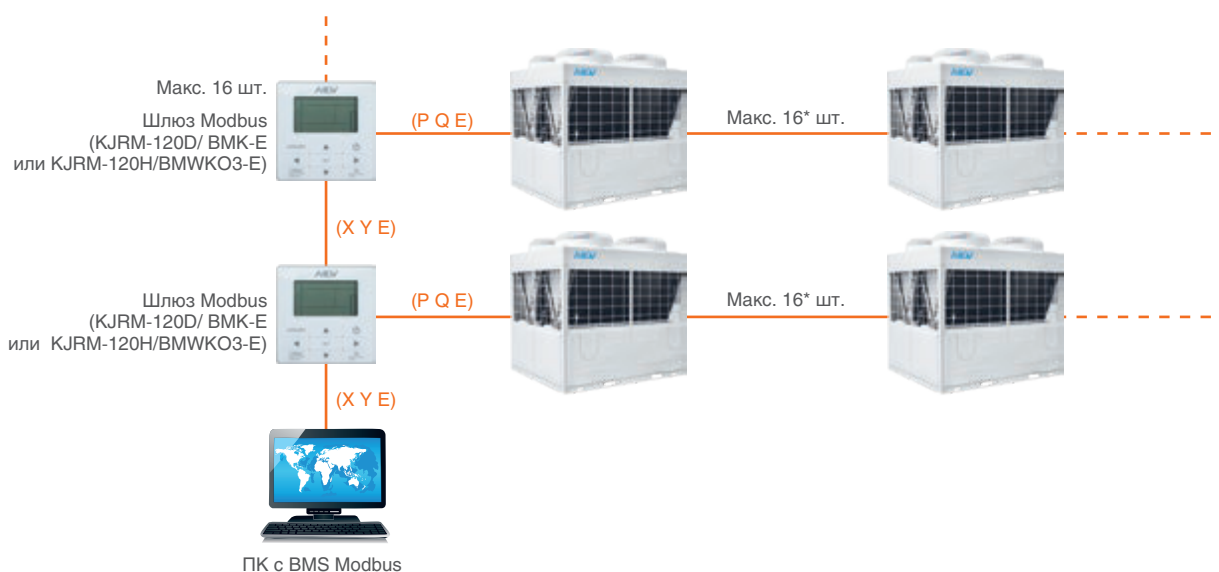 Макс. 16 шт.
Шлюз Modbus
(KJRM-120D/ BMK-E
или KJRM-120H/BMWKO3-E)
(P Q E)
Макс. 16* шт.
(X Y E)
Шлюз Modbus
(KJRM-120D/ BMK-E
или KJRM-120H/BMWKO3-E)
(P Q E)
Макс. 16* шт.
(X Y E)
ПК с BMS Modbus